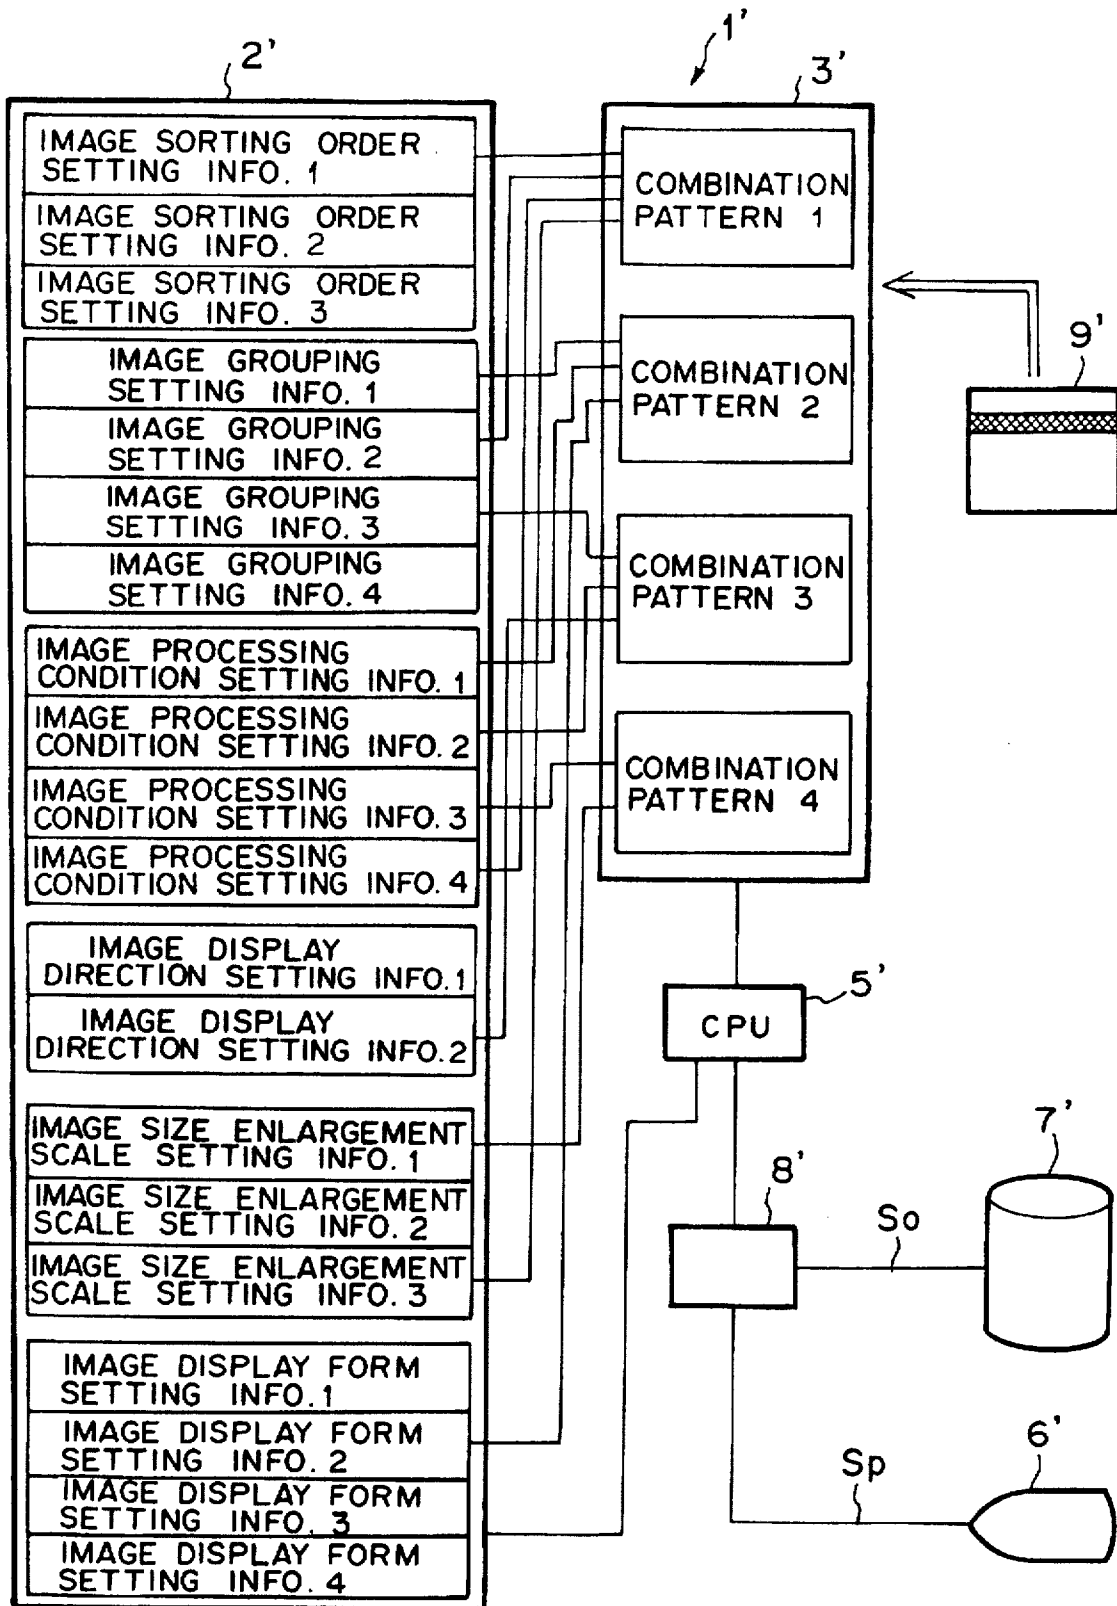 1'
2'
3'
IMAGE SORTING ORDER
SETTING INFO. 1
IMAGE SORTING ORDER
SETTING INFO. 2
IMAGE SORTING ORDER
SETTING INFO. 3
IMAGE GROUPING
SETTING INFO. 1
IMAGE GROUPING
SETTING INFO. 2
IMAGE GROUPING
SETTING INFO. 3
IMAGE GROUPING
SETTING INFO. 4
IMAGE PROCESSING
CONDITION SETTING INFO. 1
IMAGE PROCESSING
CONDITION SETTING INFO. 2
IMAGE PROCESSING
CONDITION SETTING INFO. 3
IMAGE PROCESSING
CONDITION SETTING INFO. 4
IMAGE DISPLAY
DIRECTION SETTING INFO. 1
IMAGE DISPLAY
DIRECTION SETTING INFO. 2
IMAGE SIZE ENLARGEMENT
SCALE SETTING INFO. 1
IMAGE SIZE ENLARGEMENT
SCALE SETTING INFO. 2
IMAGE SIZE ENLARGEMENT
SCALE SETTING INFO. 3
IMAGE DISPLAY FORM
SETTING INFO. 1
IMAGE DISPLAY FORM
SETTING INFO. 2
IMAGE DISPLAY FORM
SETTING INFO. 3
IMAGE DISPLAY FORM
SETTING INFO. 4
COMBINATION
PATTERN 1
COMBINATION
PATTERN 2
COMBINATION
PATTERN 3
COMBINATION
PATTERN 4
9'
5'
CPU
7'
8'
So
6'
Sp